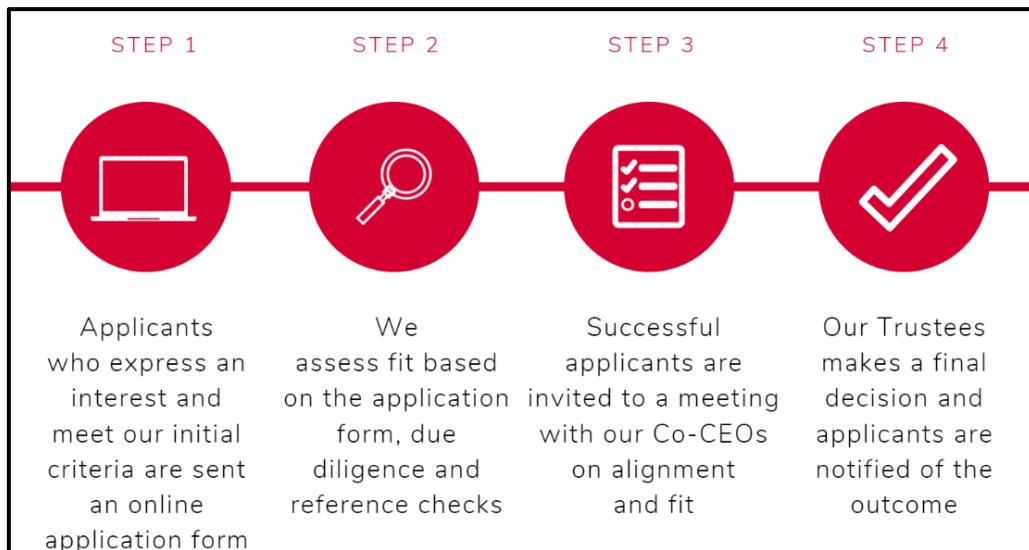 STEP 1
Applicants
who express an
interest and
meet our initial
criteria are sent
an online
application form
STEP 2
We
assess fit based
on the application
form, due
diligence and
reference checks
STEP 3
Successful
applicants are
invited to a meeting
with our Co-CEOs
on alignment
and fit
STEP 4
Our Trustees
makes a final
decision and
applicants are
notified of the
outcome